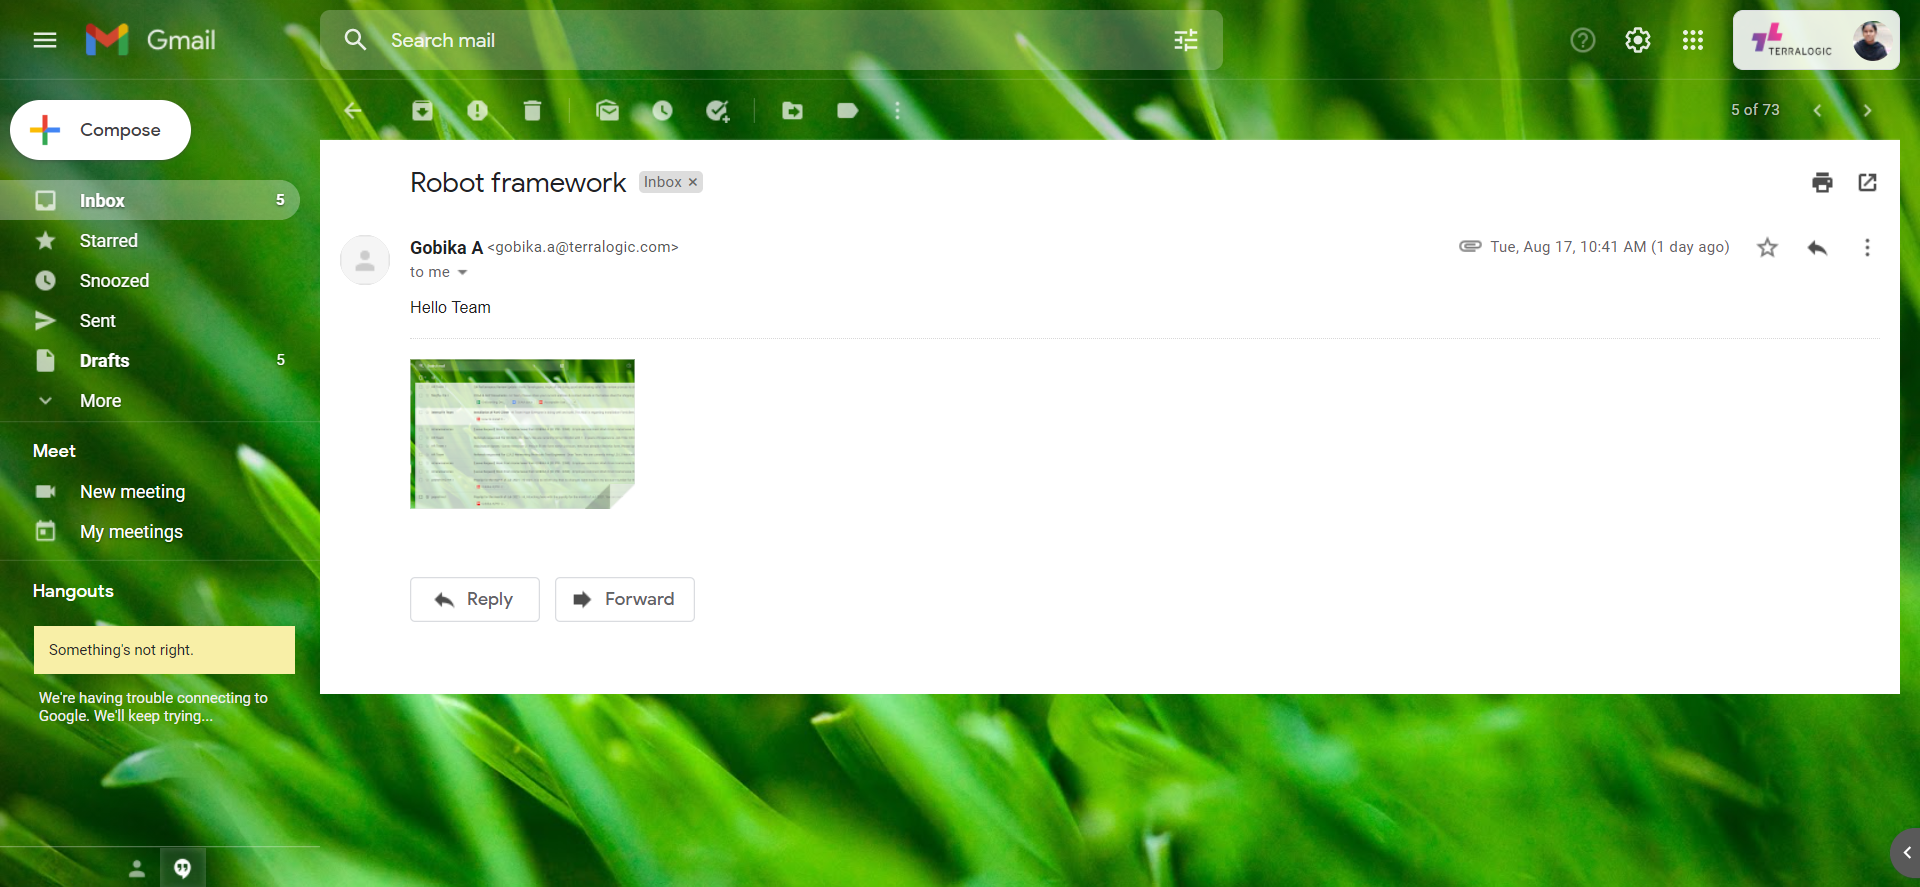 Gmail
Search mail
TERRALOGIC
Compose
5 of 73
Inbox 5
Starred
Snoozed
Sent
Drafts 5
More
Meet
New meeting
My meetings
Hangouts
Something's not right.
We're having trouble connecting to
Google. We'll keep trying...
Robot framework Inbox ×
Gobika A <gobika.a@terralogic.com> Tue, Aug 17, 10:41 AM (1 day ago)
to me
Hello Team
Reply Forward